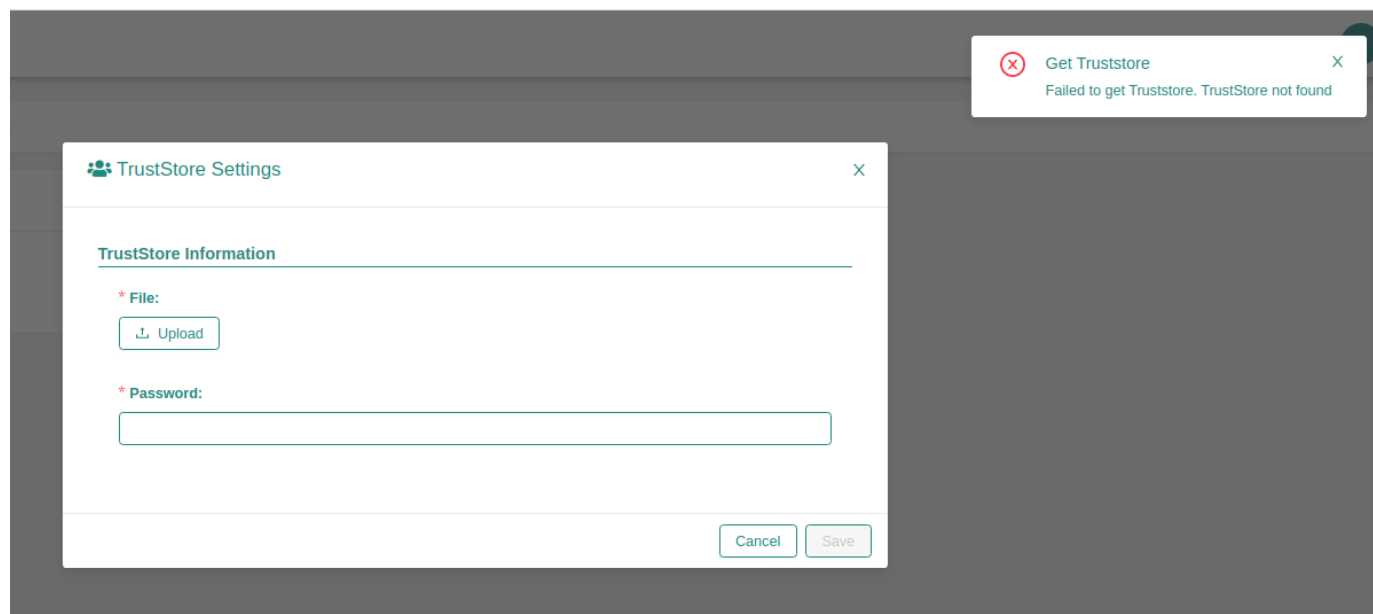 Get Truststore
Failed to get Truststore. TrustStore not found
TrustStore Settings
TrustStore Information
* File:
Upload
* Password:
Cancel
Save